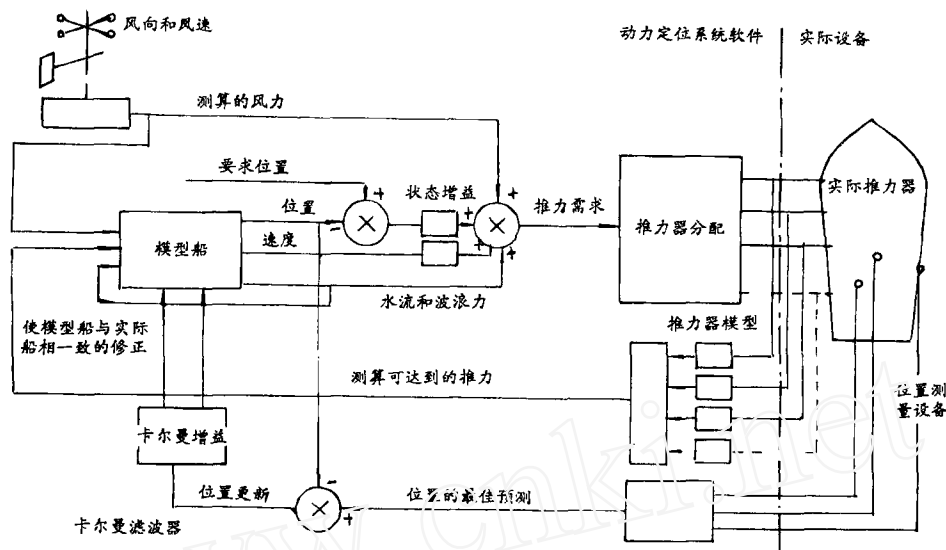 风向和风速
动力定位系统软件
实际设备
测算的风力
要求位置
位置
状态增益
推力需求
推力器分配
实际推力器
模型船
速度
水流和波浪力
使模型船与实际
船相一致的修正
推力器模型
测算可达到的推力
位置测
量设备
卡尔曼增益
位置更新
位置的最佳预测
卡尔曼滤波器
www.cnki.net